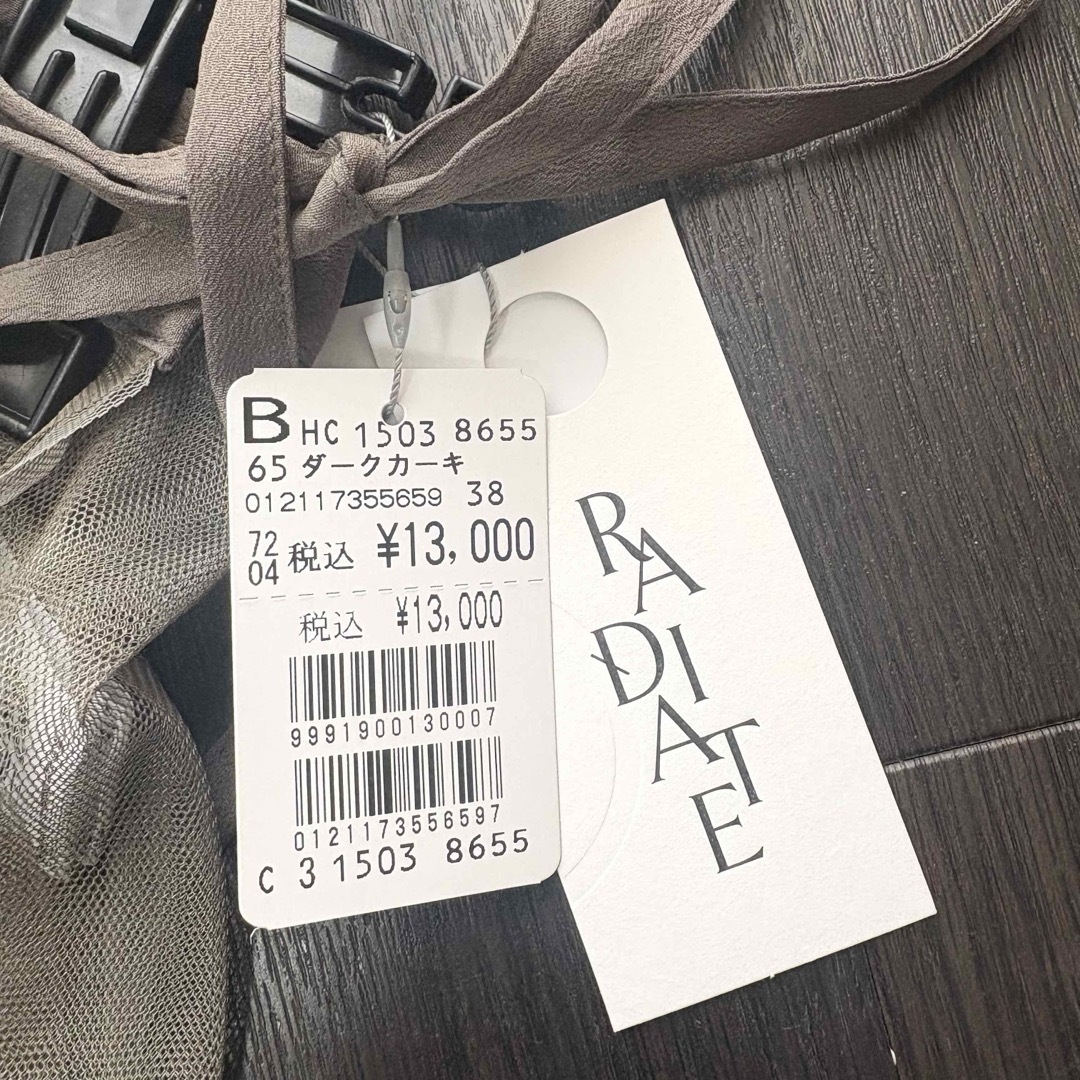 B HC 1503 8655
65 ダークカーキ
012117355659 38
72
04 税込 ¥13,000
税込 ¥13,000
9991900130007
0121173556597
C 3 1503 8655
RADIATE